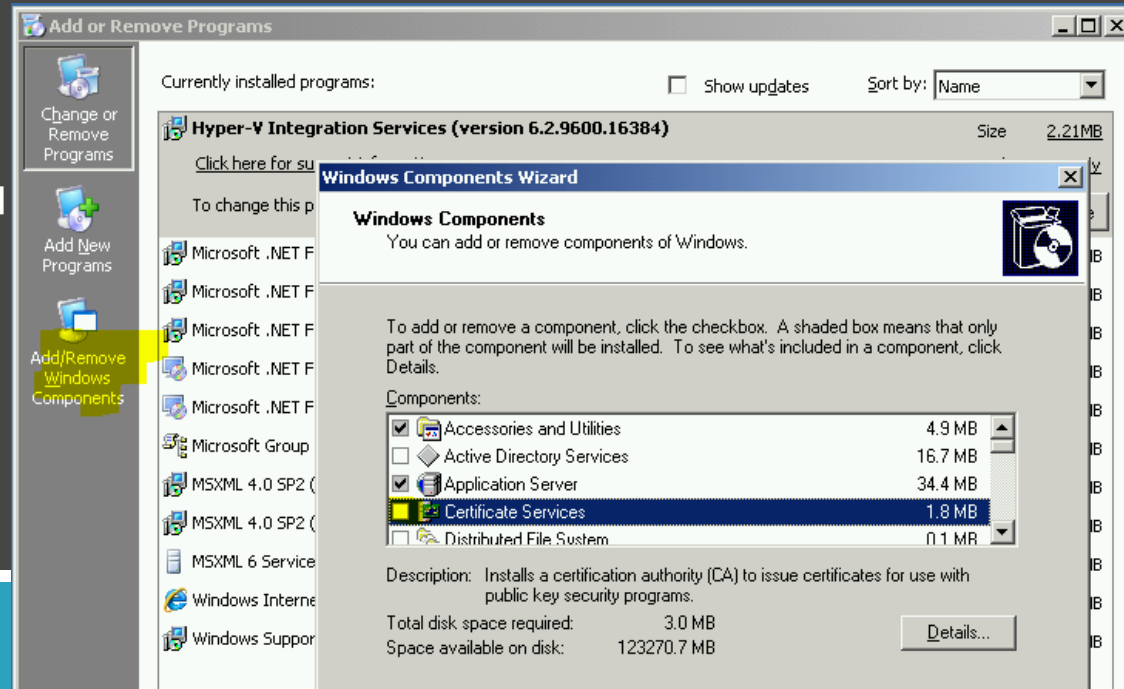 Add or Remove Programs
Change or
Remove
Programs
Add New
Programs
Add/Remove
Windows
Components
Currently installed programs:
Show updates
Sort by:
Name
Hyper-V Integration Services (version 6.2.9600.16384)
Size
2.21MB
Click here for
To change this
Microsoft .NET
Microsoft .NET
Microsoft .NET
Microsoft .NET
Microsoft .NET
Microsoft Group
MSXML 4.0 SP2 (
MSXML 4.0 SP2 (
MSXML 6 Service
Windows
Windows
Windows Components Wizard
Windows Components
You can add or remove components of Windows.
To add or remove a component, click the checkbox. A shaded box means that only
part of the component will be installed. To see what's included in a component, click
Details.
Components:
Accessories and Utilities 4.9 MB
Active Directory Services 16.7 MB
Application Server 34.4 MB
Certificate Services 1.8 MB
Distributed File System 0.1 MB
Description: Installs a certification authority (CA) to issue certificates for use with
public key security programs.
Total disk space required: 3.0 MB
Space available on disk: 123270.7 MB
Details...